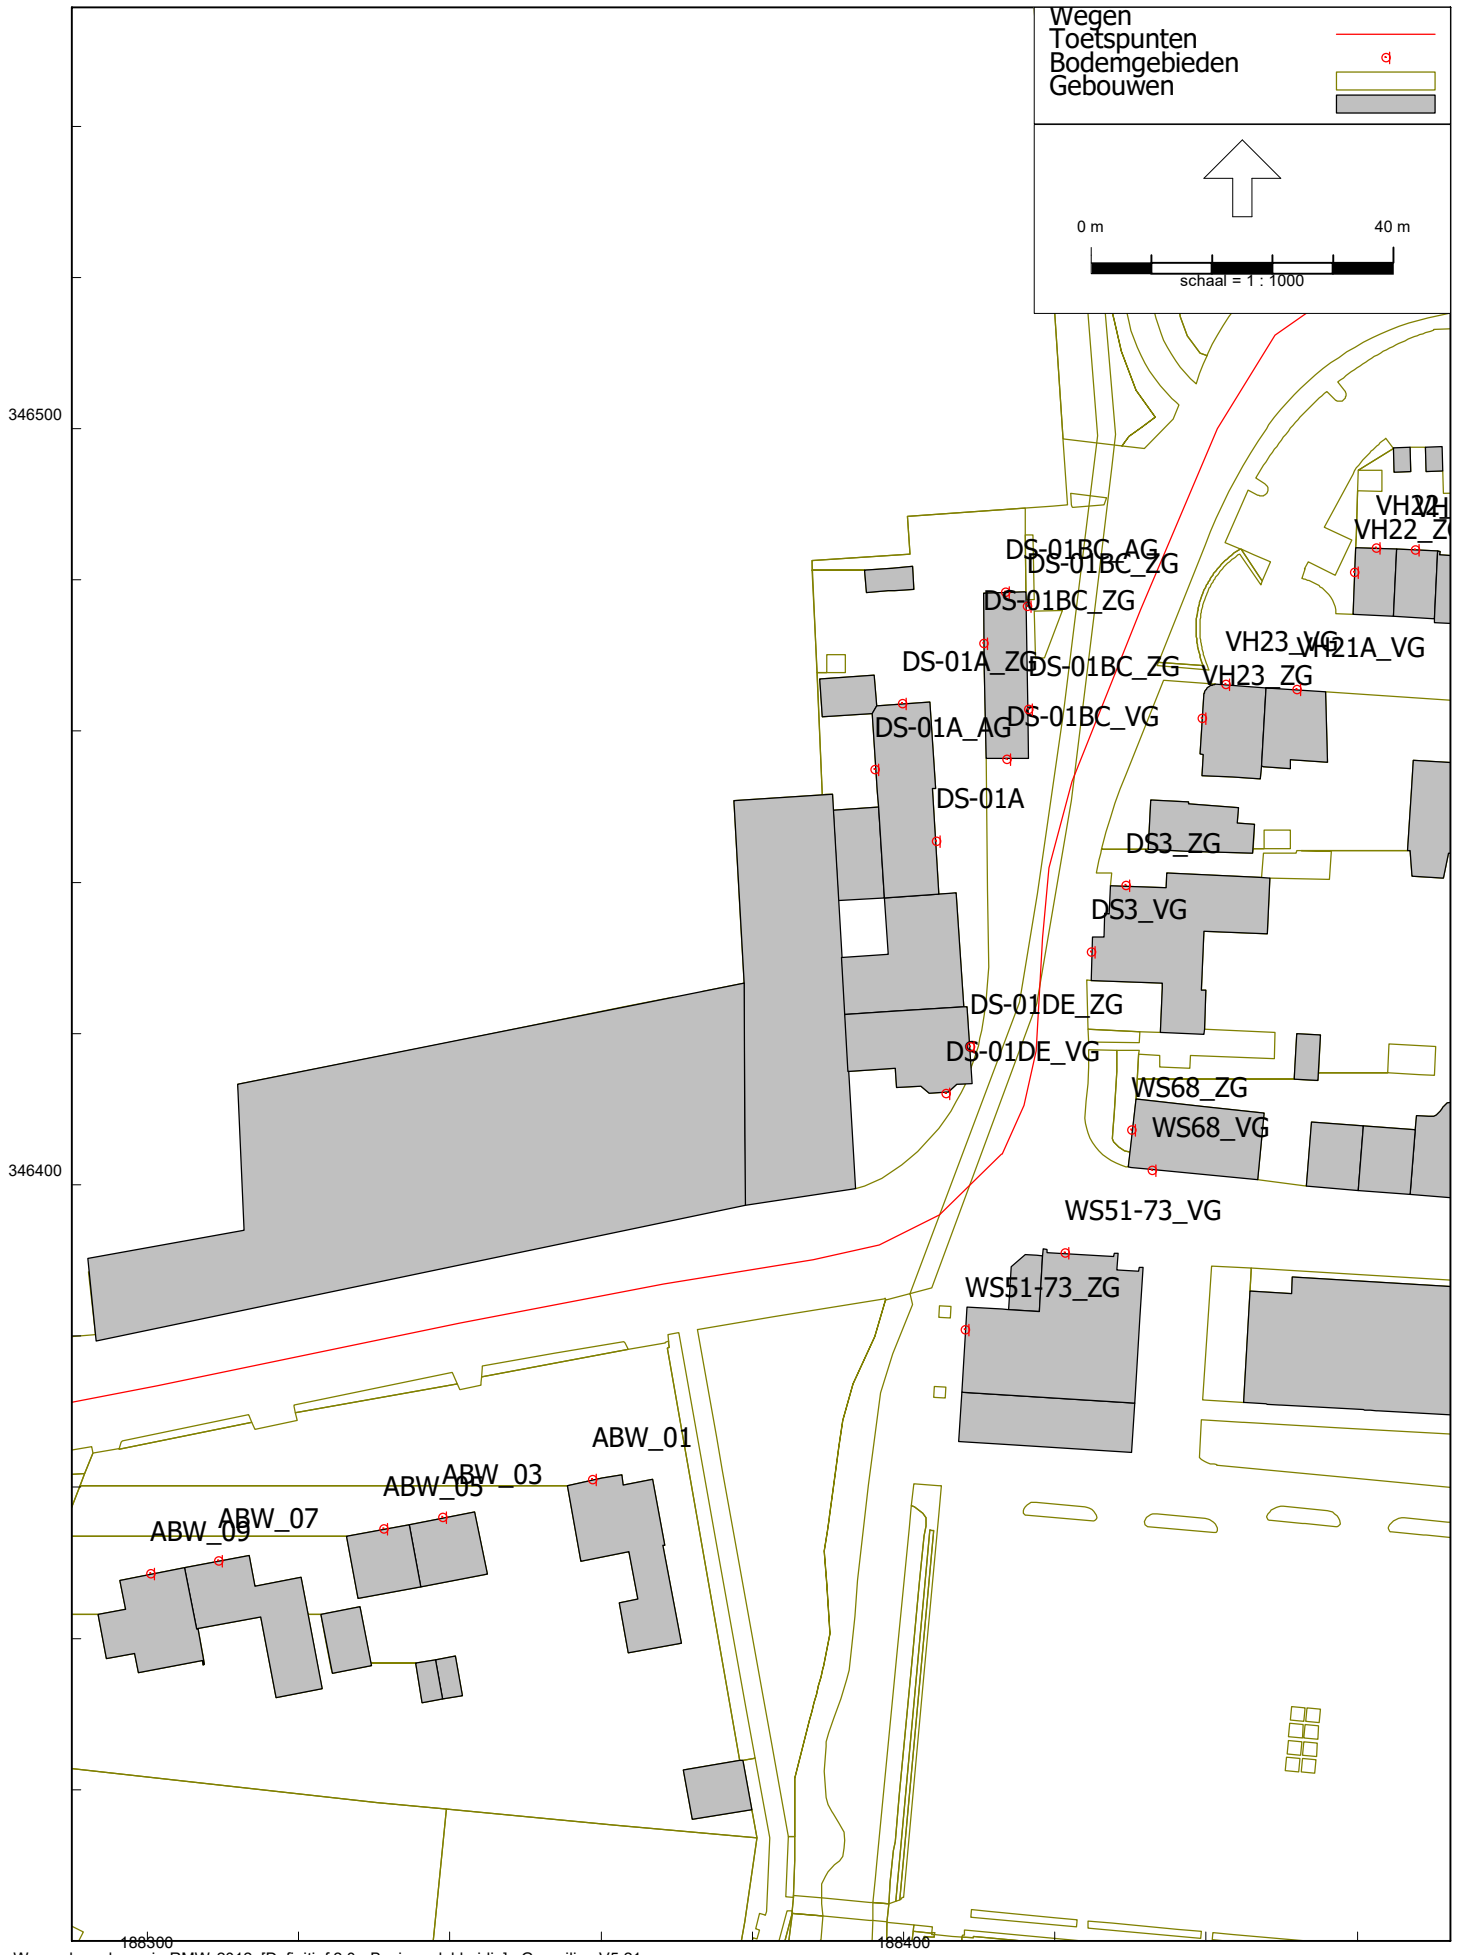 Wegen
Toetspunten
Bodemgebieden
Gebouwen
0 m 40 m
schaal = 1 : 1000
346500
VH22_
VH22_ZG
DS-01BC_AG
DS-01BC_ZG
DS-01BC_ZG
VH23_VG
VH21A_VG
DS-01A_ZG
DS-01BC_ZG
VH23_ZG
DS-01A_AG
DS-01BC_VG
DS-01A
DS3_ZG
DS3_VG
DS-01DE_ZG
DS-01DE_VG
WS68_ZG
WS68_VG
346400
WS51-73_VG
WS51-73_ZG
ABW_01
ABW_03
ABW_05
ABW_07
ABW_09
188300
188400